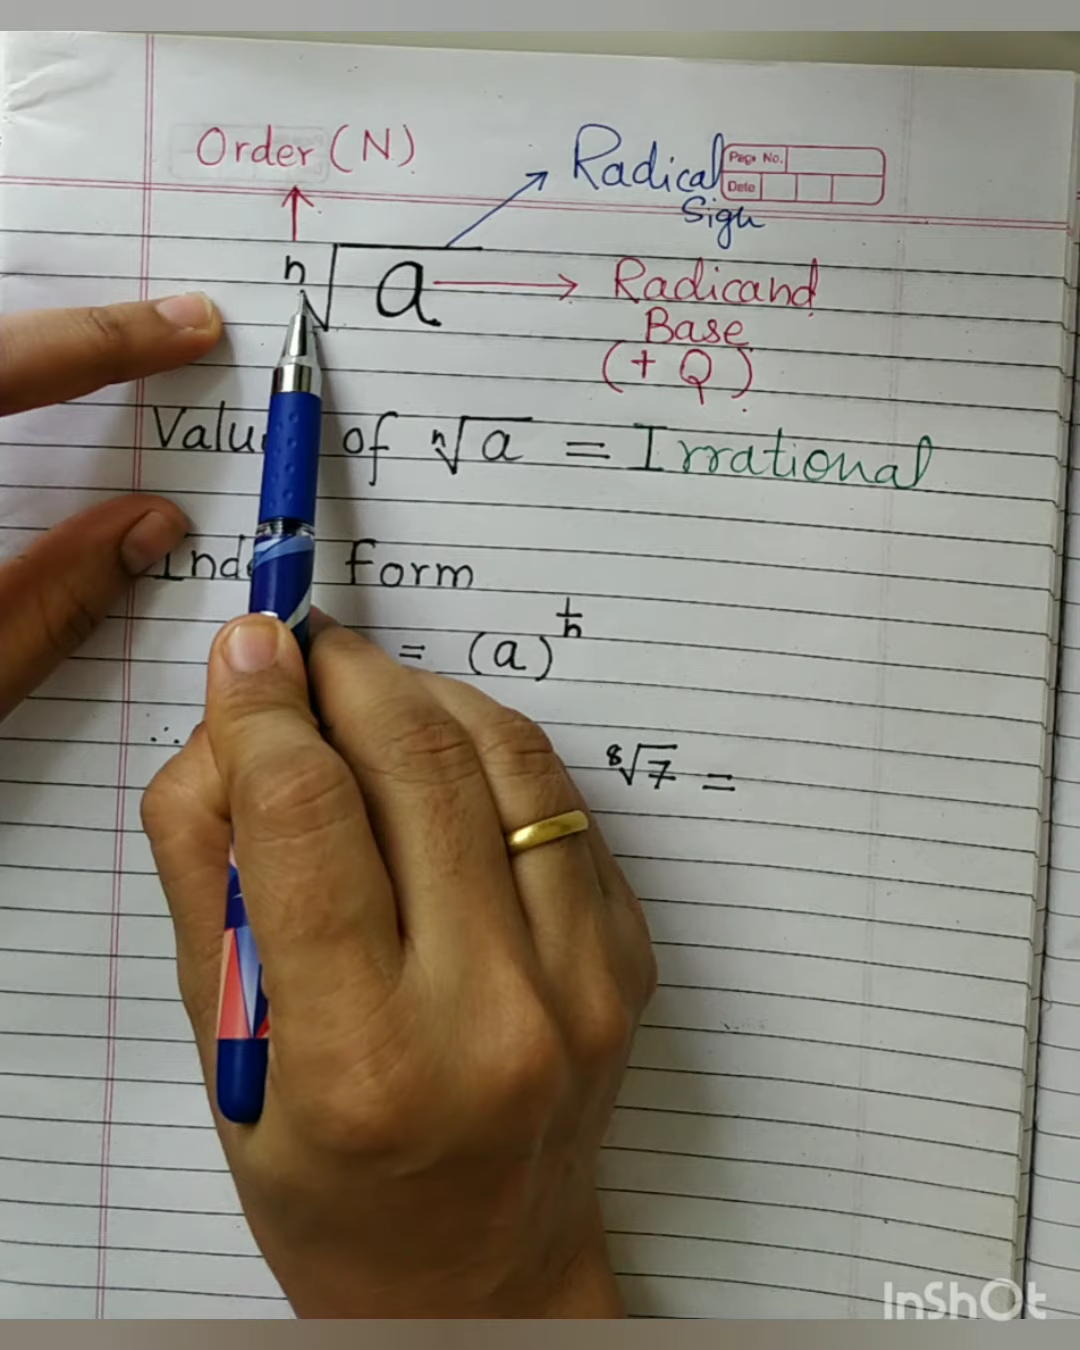 Order (N)
Radical
Sign
Page No.
Date
n√a → Radicand
Base
(+ Q)
of n√a = Irrational
form
= (a)^1/n
∴
8√7 =
InShOt